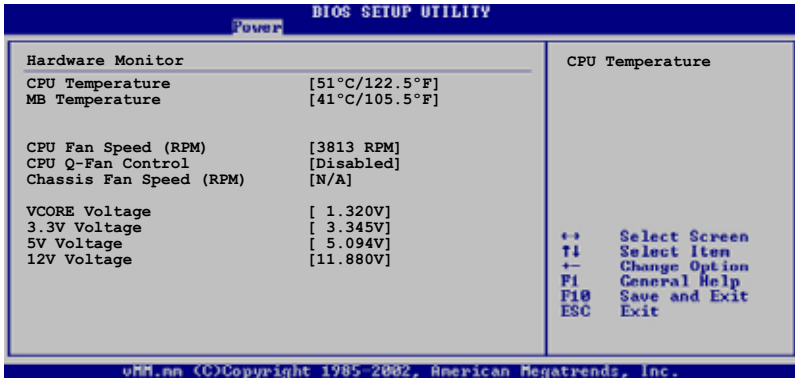 BIOS SETUP UTILITY
Power
Hardware Monitor
CPU Temperature [51°C/122.5°F]
MB Temperature [41°C/105.5°F]
CPU Fan Speed (RPM) [3813 RPM]
CPU Q-Fan Control [Disabled]
Chassis Fan Speed (RPM) [N/A]
VCORE Voltage [ 1.320V]
3.3V Voltage [ 3.345V]
5V Voltage [ 5.094V]
12V Voltage [11.880V]
CPU Temperature
↔ Select Screen
↑↓ Select Item
+- Change Option
F1 General Help
F10 Save and Exit
ESC Exit
vMM.mm (C)Copyright 1985-2002, American Megatrends, Inc.